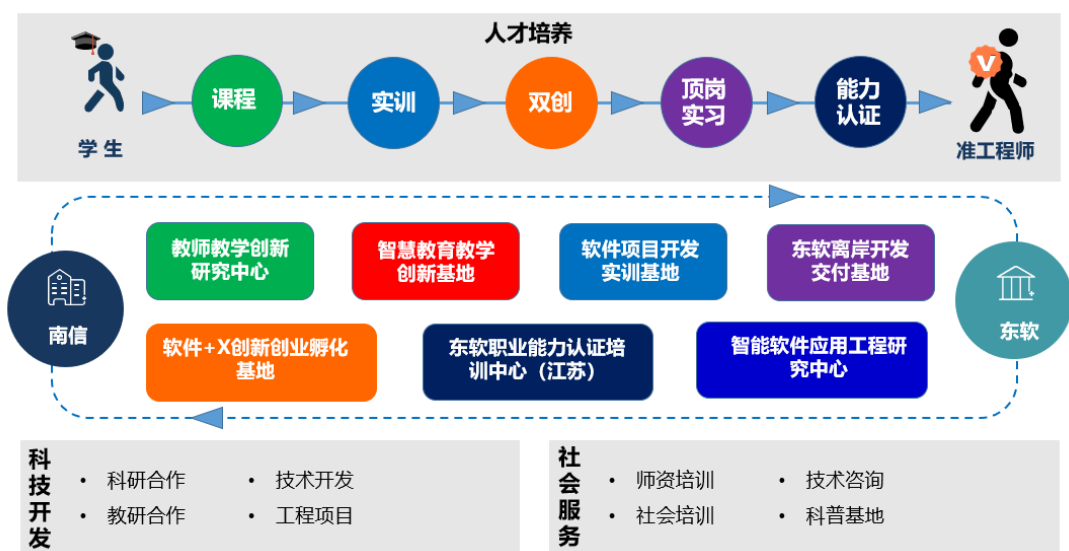 人才培养
课程
实训
双创
顶岗
实习
能力
认证
V
学生
准工程师
教师教学创新
研究中心
智慧教育教学
创新基地
软件项目开发
实训基地
东软离岸开发
交付基地
南信
东软
软件+X创新创业孵化
基地
东软职业能力认证培
训中心（江苏）
智能软件应用工程研
究中心
科技开发
• 科研合作
• 技术开发
• 教研合作
• 工程项目
社会服务
• 师资培训
• 技术咨询
• 社会培训
• 科普基地